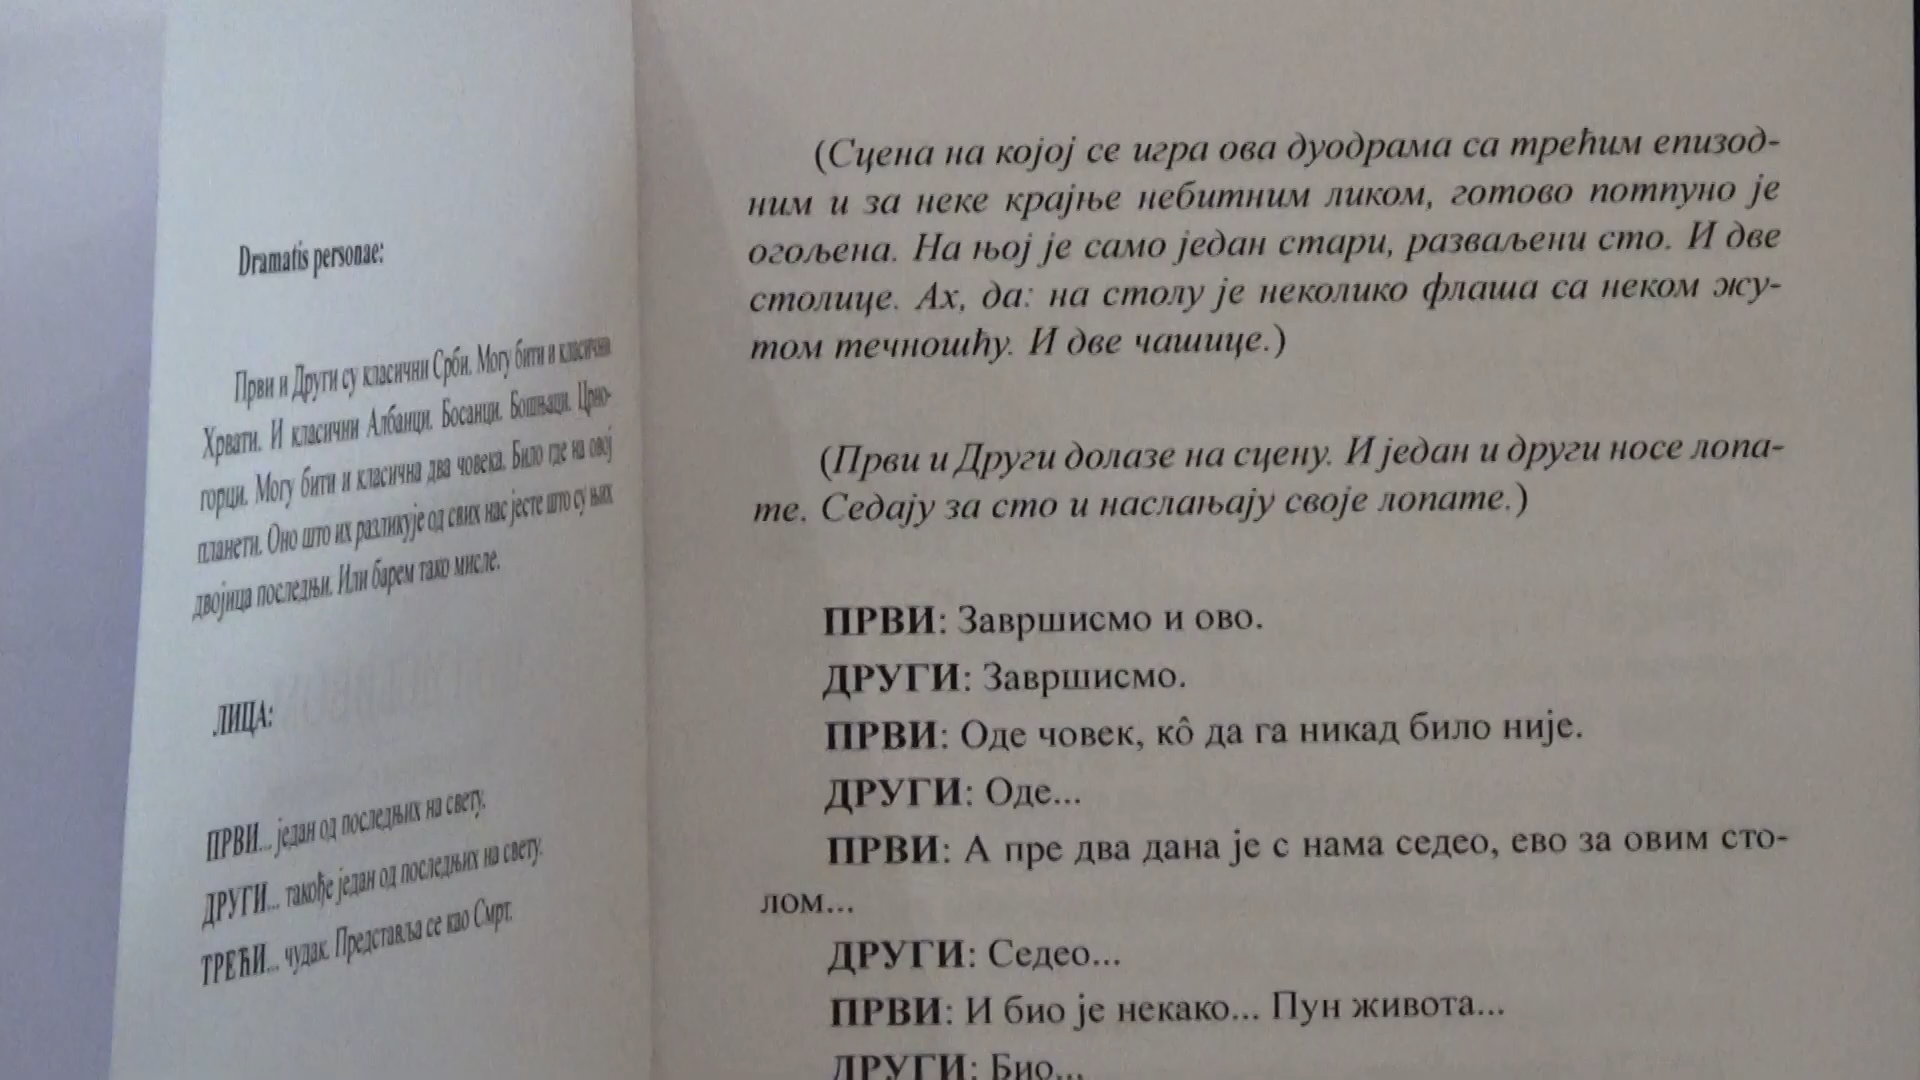 Dramatis personae:
Први и Други су класични Срби. Могу бити и класични
Хрвати. И класични Албанци. Босанци. Бошњаци. Црно-
горци. Могу бити и класична два човека. Било где на овој
планети. Оно што их разликује од свих нас јесте што су њих
двојица последњи. Или барем тако мисле.
ЛИЦА:
ПРВИ... један од последњих на свету.
ДРУГИ... такође један од последњих на свету.
ТРЕЋИ... чудак. Представља се као Смрт.
(Сцена на којој се игра ова дуодрама са трећим епизод-
ним и за неке крајње небитним ликом, готово потпуно је
огољена. На њој је само један стари, разваљени сто. И две
столице. Ах, да: на столу је неколико флаша са неком жу-
том течношћу. И две чашице.)
(Први и Други долазе на сцену. И један и други носе лопа-
те. Седају за сто и наслањају своје лопате.)
ПРВИ: Завршисмо и ово.
ДРУГИ: Завршисмо.
ПРВИ: Оде човек, кô да га никад било није.
ДРУГИ: Оде...
ПРВИ: А пре два дана је с нама седео, ево за овим сто-
лом...
ДРУГИ: Седео...
ПРВИ: И био је некако... Пун живота...
ДРУГИ: Био...